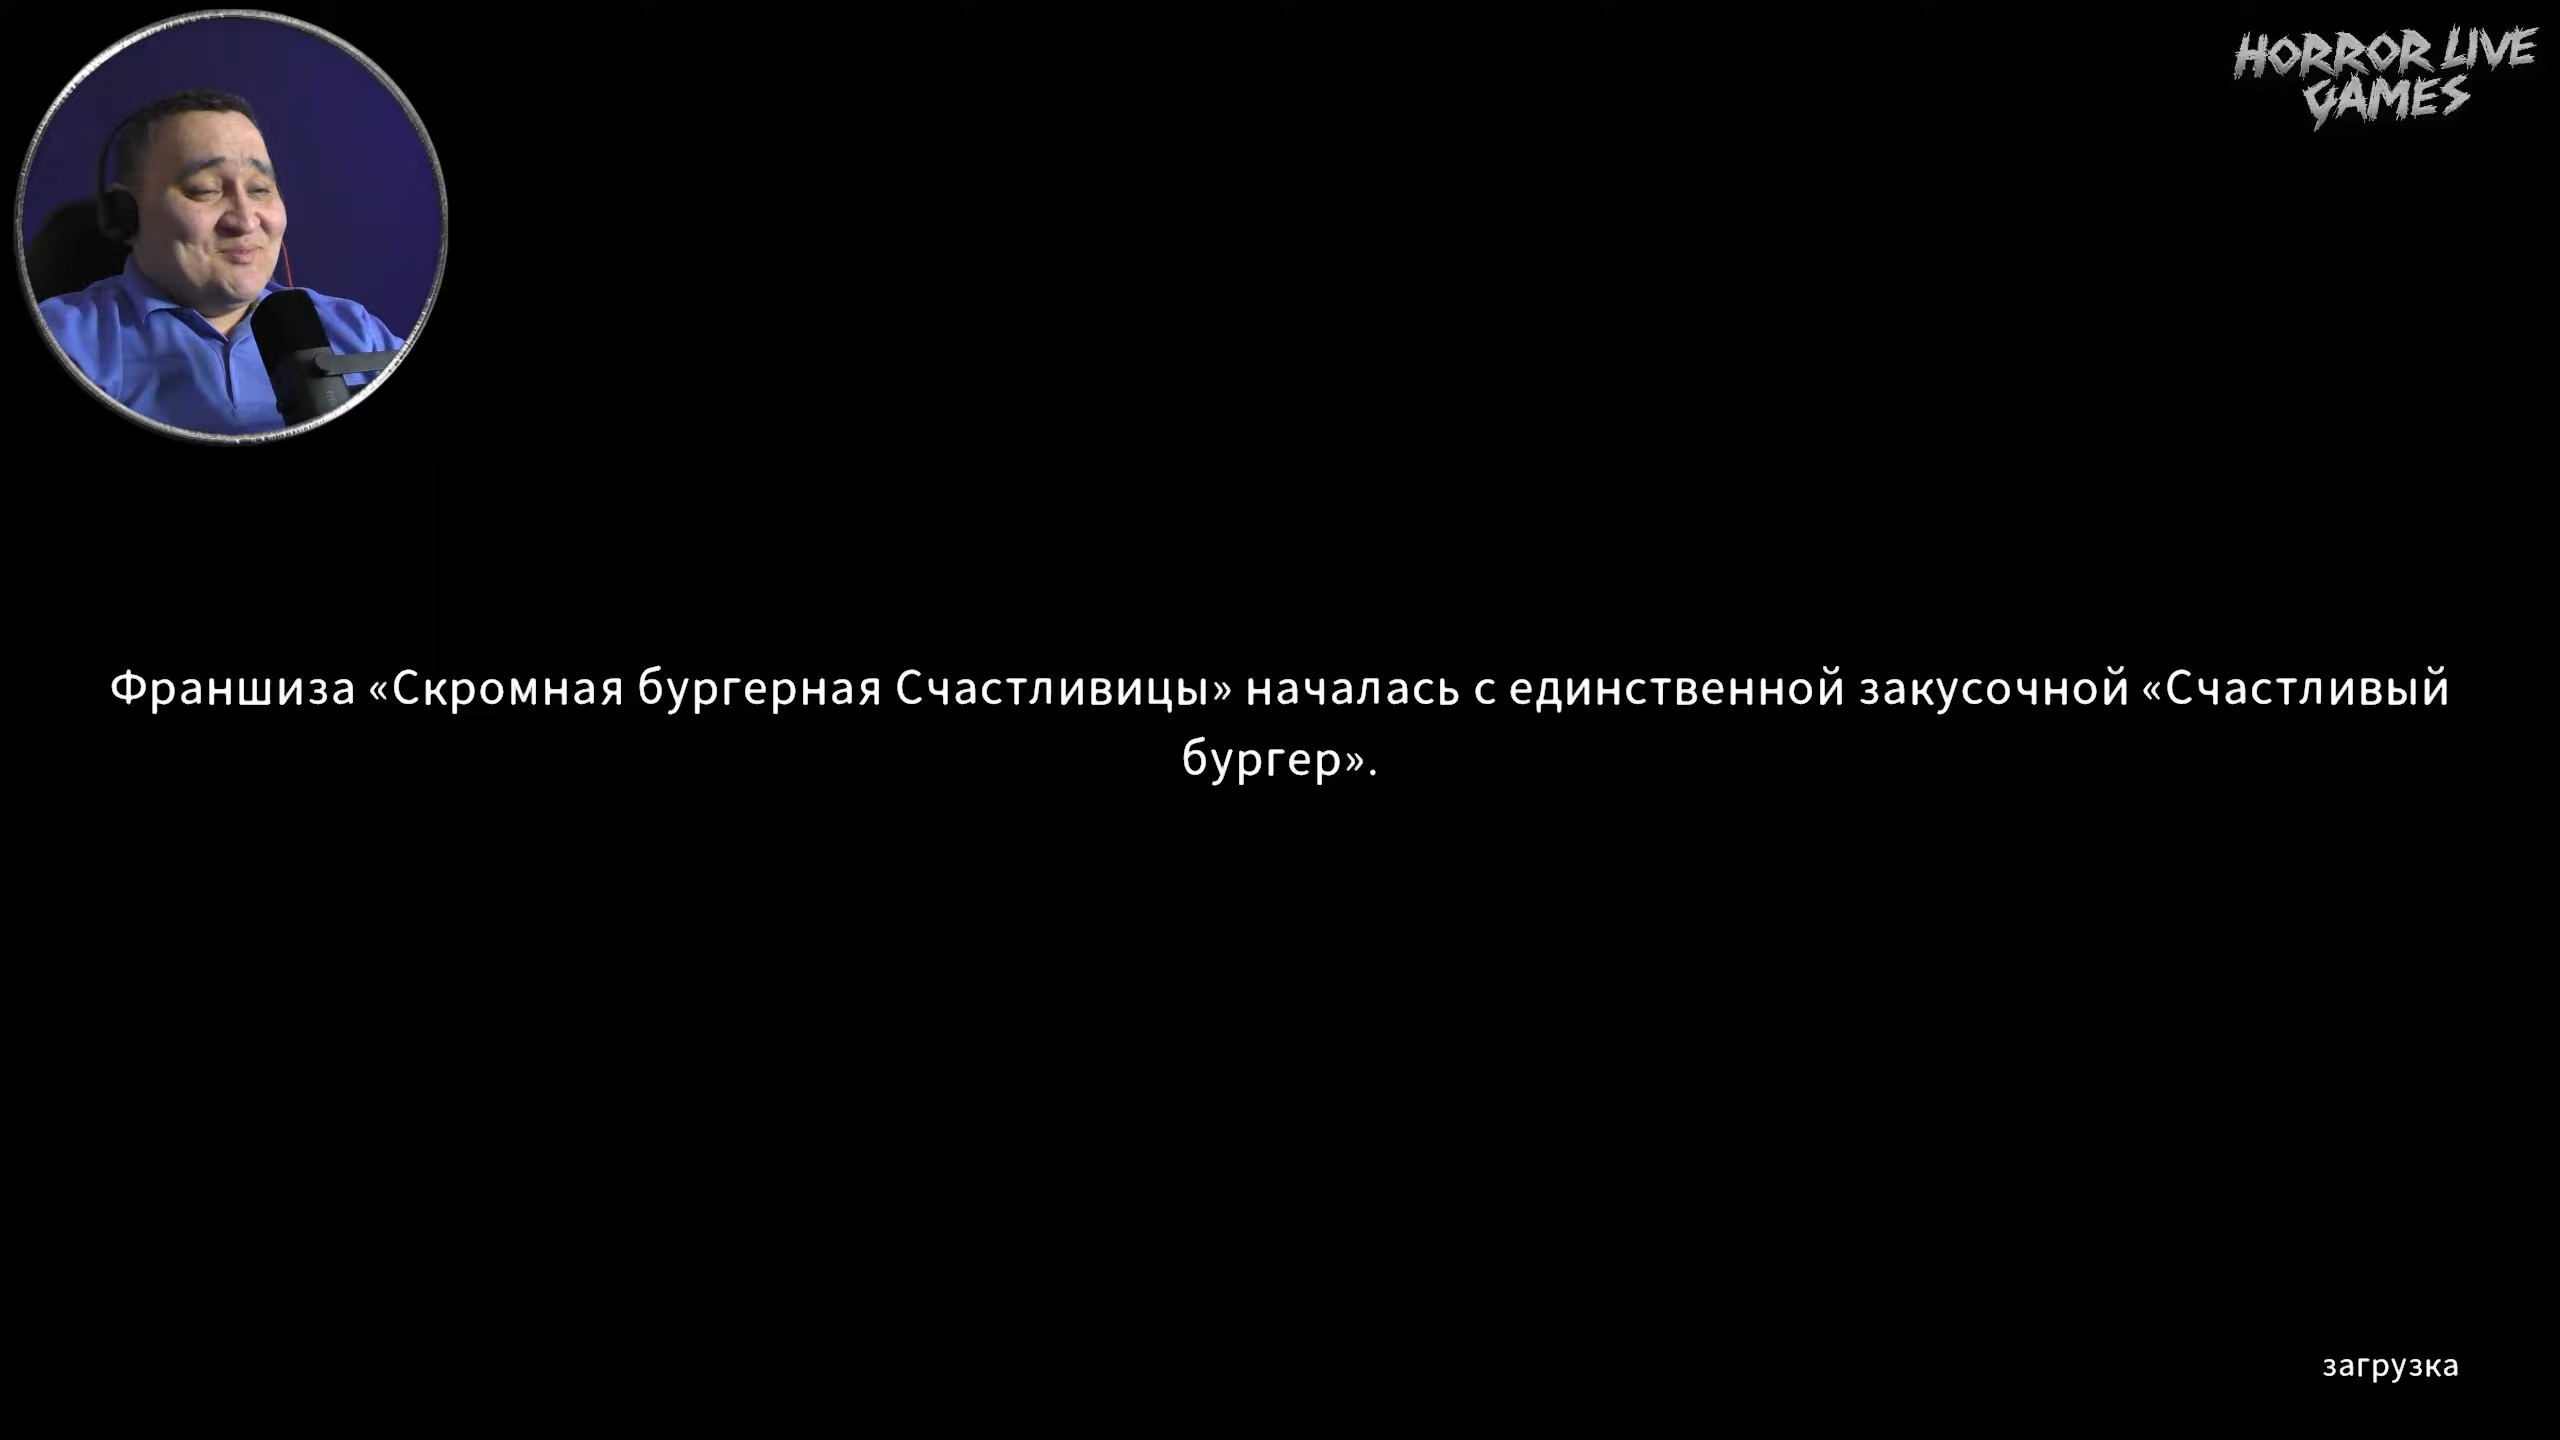 HORROR LIVE
GAMES
Франшиза «Скромная бургерная Счастливицы» началась с единственной закусочной «Счастливый
бургер».
загрузка